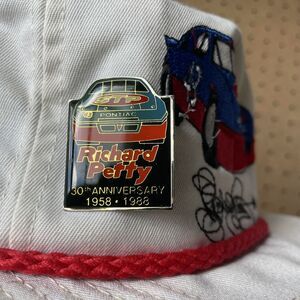 STP
PONTIAC
Richard
Petty
30th ANNIVERSARY
1958 • 1988